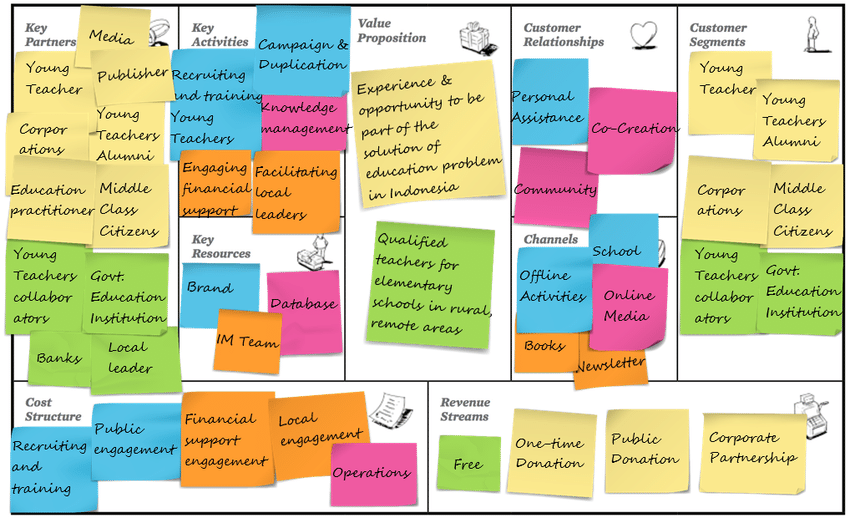 Key
Partners
Media
Young
Teacher
Publisher
Corpor
ations
Young
Teachers
Alumni
Education
practitioner
Middle
Class
Citizens
Young
Teachers
collabor
ators
Govt.
Education
Institution
Banks
Local
leader
Key
Activities
Campaign &
Duplication
Recruiting
and training
Young
Teachers
Knowledge
management
Engaging
financial
support
Facilitating
local
leaders
Key
Resources
Brand
Database
IM Team
Value
Proposition
Experience &
opportunity to be
part of the
solution of
education problem
in Indonesia
Qualified
teachers for
elementary
schools in rural,
remote areas
Customer
Relationships
Personal
Assistance
Co-Creation
Community
Channels
School
Offline
Activities
Online
Media
Books
Newsletter
Customer
Segments
Young
Teacher
Young
Teachers
Alumni
Corpor
ations
Middle
Class
Citizens
Young
Teachers
collabor
ators
Govt.
Education
Institution
Cost
Structure
Recruiting
and
training
Public
engagement
Financial
support
engagement
Local
engagement
Operations
Revenue
Streams
Free
One-time
Donation
Public
Donation
Corporate
Partnership